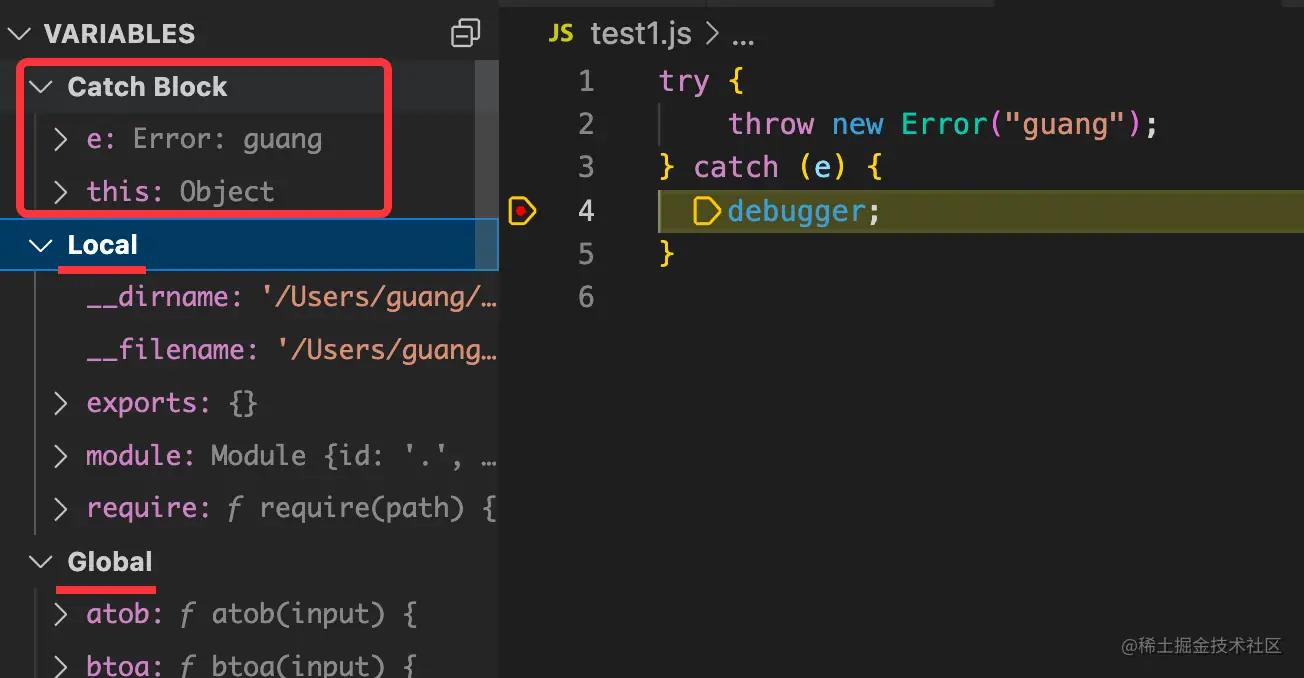 VARIABLES
Catch Block
e: Error: guang
this: Object
Local
__dirname: '/Users/guang/…
__filename: '/Users/guang…
exports: {}
module: Module {id: '.', …
require: ƒ require(path) {
Global
atob: ƒ atob(input) {
btoa: ƒ btoa(input) {
JS test1.js > ...
1 try {
2 throw new Error("guang");
3 } catch (e) {
4 debugger;
5 }
6
@稀土掘金技术社区